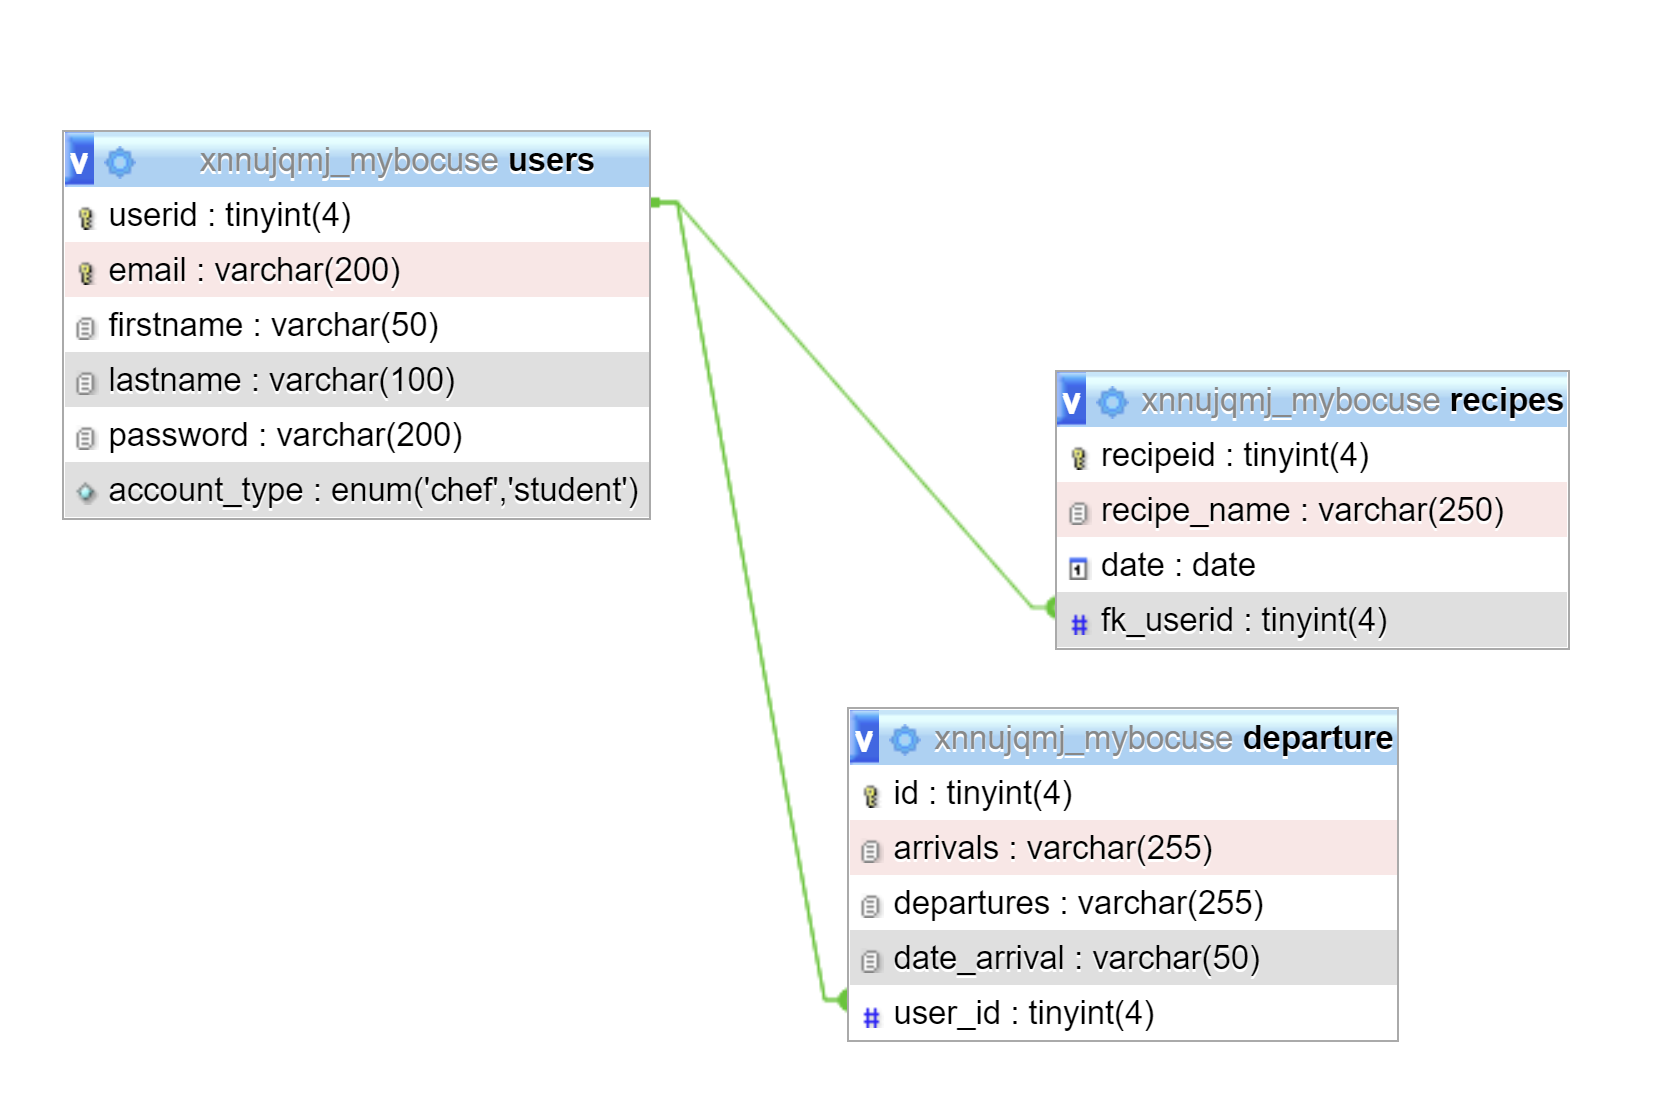 v xnnujqmj_mybocuse users
userid : tinyint(4)
email : varchar(200)
firstname : varchar(50)
lastname : varchar(100)
password : varchar(200)
account_type : enum('chef','student')
v xnnujqmj_mybocuse recipes
recipeid : tinyint(4)
recipe_name : varchar(250)
1 date : date
# fk_userid : tinyint(4)
v xnnujqmj_mybocuse departure
id : tinyint(4)
arrivals : varchar(255)
departures : varchar(255)
date_arrival : varchar(50)
# user_id : tinyint(4)